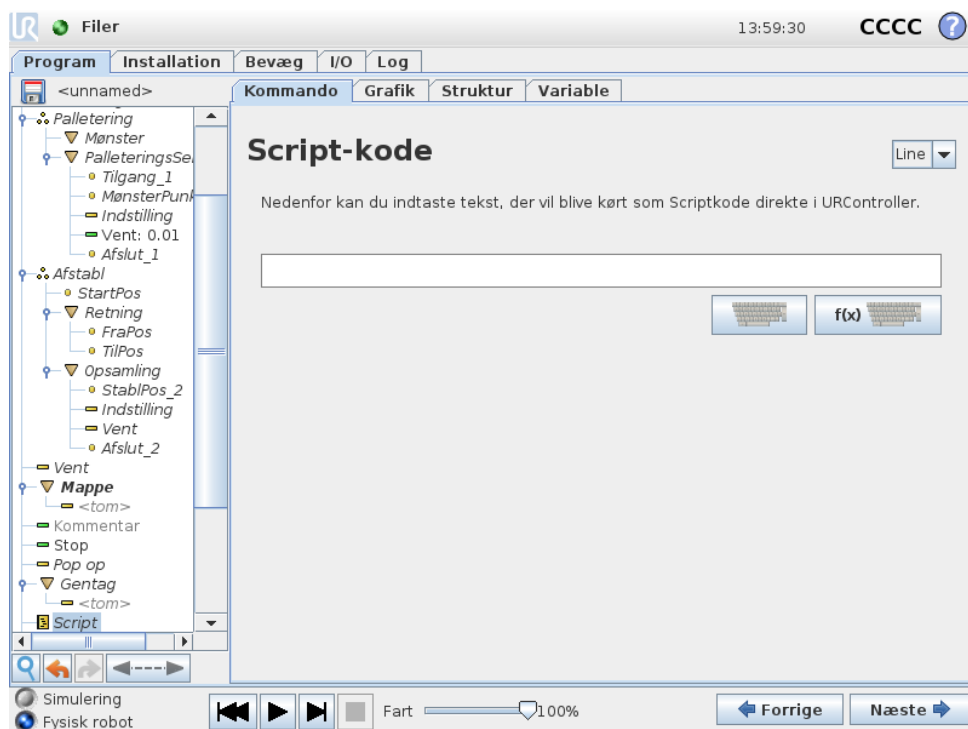 UR Filer 13:59:30 CCCC ?
Program Installation Bevæg I/O Log
<unnamed>
Kommando Grafik Struktur Variable
Palletering
Mønster
PalleteringsSe
Tilgang_1
MønsterPunk
Indstilling
Vent: 0.01
Afslut_1
Afstabl
StartPos
Retning
FraPos
TilPos
Opsamling
StablPos_2
Indstilling
Vent
Afslut_2
Vent
Mappe
<tom>
Kommentar
Stop
Pop op
Gentag
<tom>
Script
Script-kode
Line
Nedenfor kan du indtaste tekst, der vil blive kørt som Scriptkode direkte i URController.
f(x)
Simulering
Fysisk robot
Fart 100%
Forrige Næste